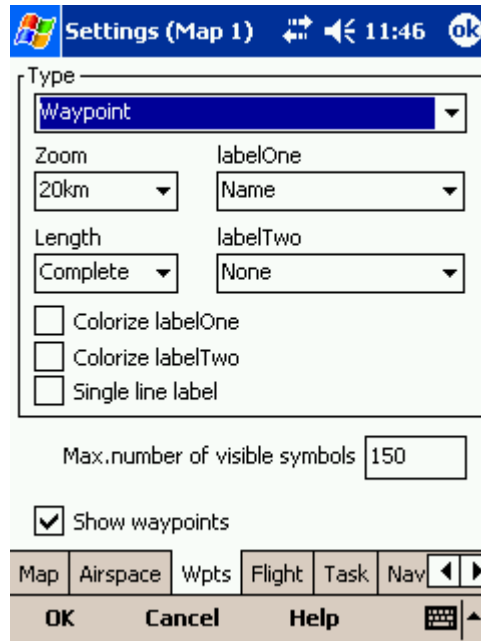 Settings (Map 1) 11:46 ok
Type
Waypoint
Zoom labelOne
20km Name
Length labelTwo
Complete None
Colorize labelOne
Colorize labelTwo
Single line label
Max.number of visible symbols 150
Show waypoints
Map Airspace Wpts Flight Task Nav
OK Cancel Help